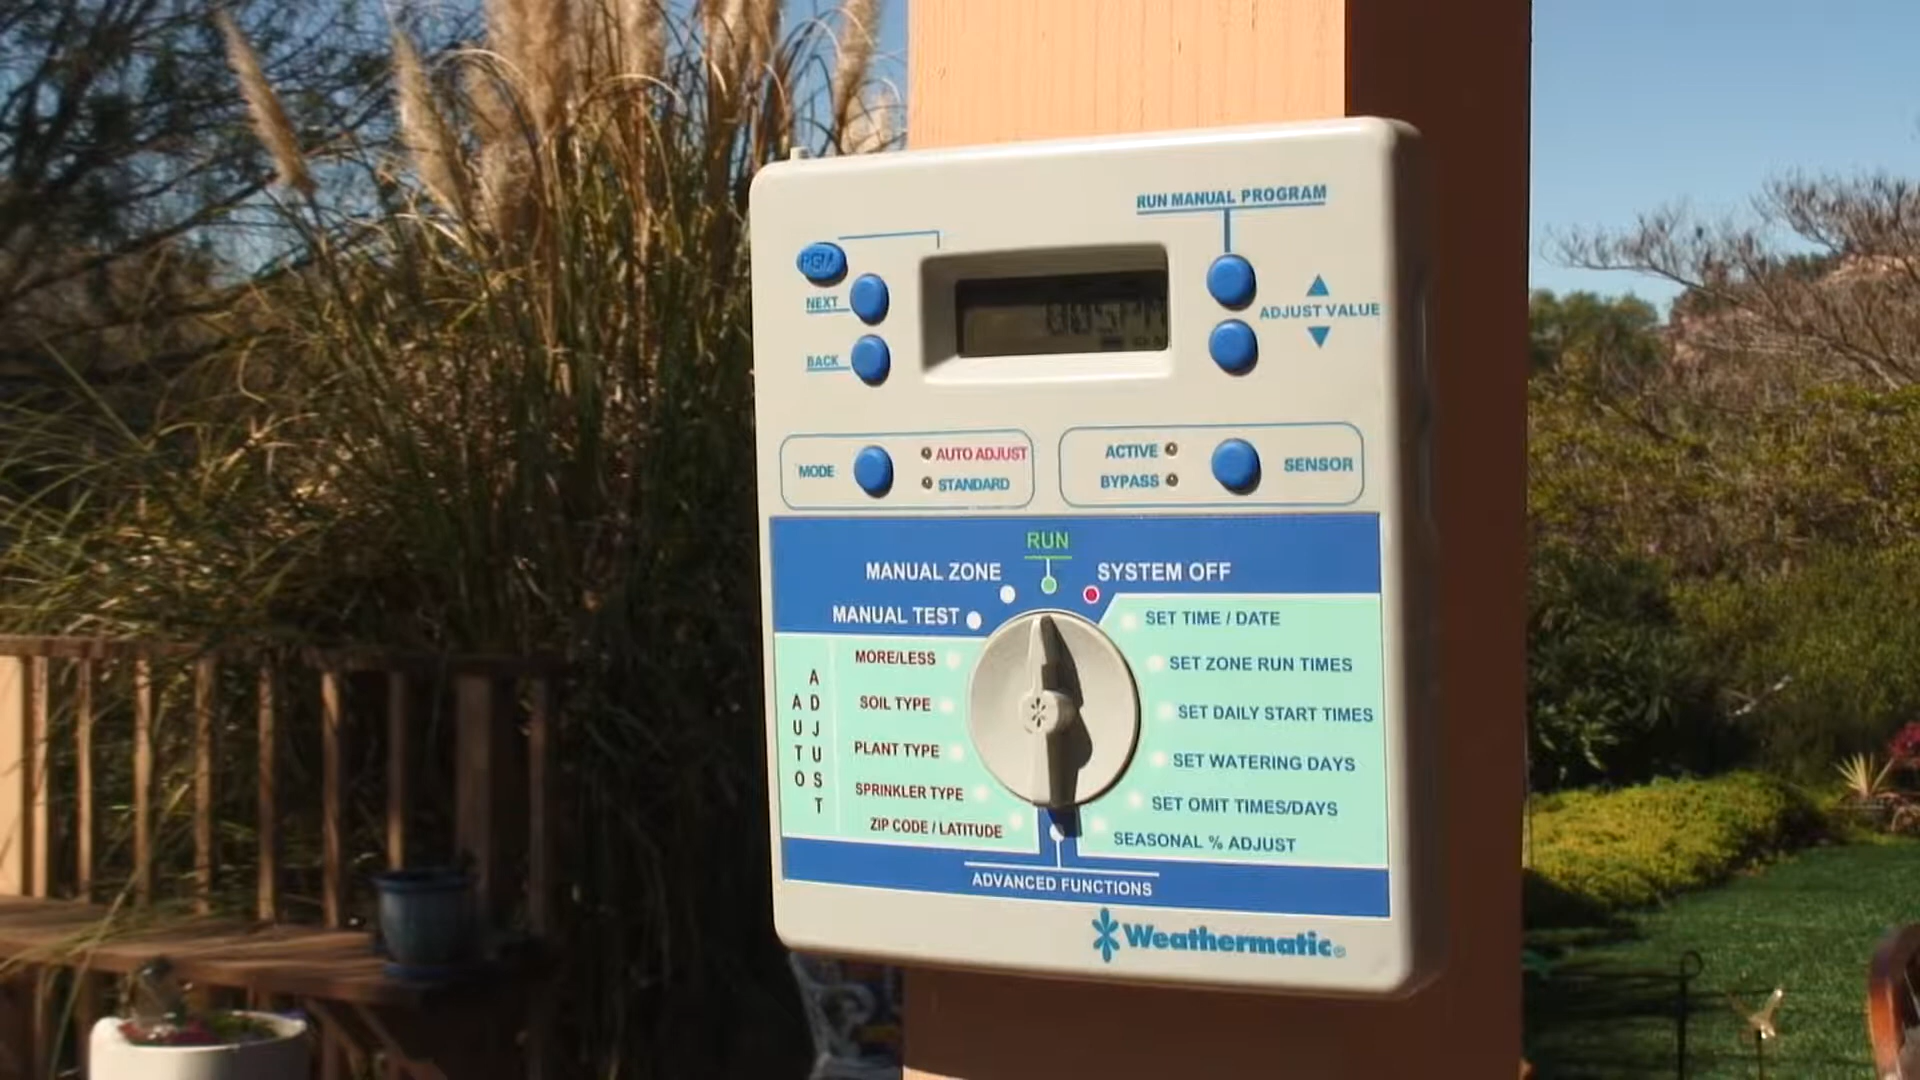 RUN MANUAL PROGRAM
PGM
NEXT
BACK
ADJUST VALUE
MODE
AUTO ADJUST
STANDARD
ACTIVE
BYPASS
SENSOR
RUN
MANUAL ZONE
SYSTEM OFF
MANUAL TEST
SET TIME / DATE
MORE/LESS
SET ZONE RUN TIMES
SOIL TYPE
SET DAILY START TIMES
AUTO
ADJUST
PLANT TYPE
SET WATERING DAYS
SPRINKLER TYPE
SET OMIT TIMES/DAYS
ZIP CODE / LATITUDE
SEASONAL % ADJUST
ADVANCED FUNCTIONS
Weathermatic®